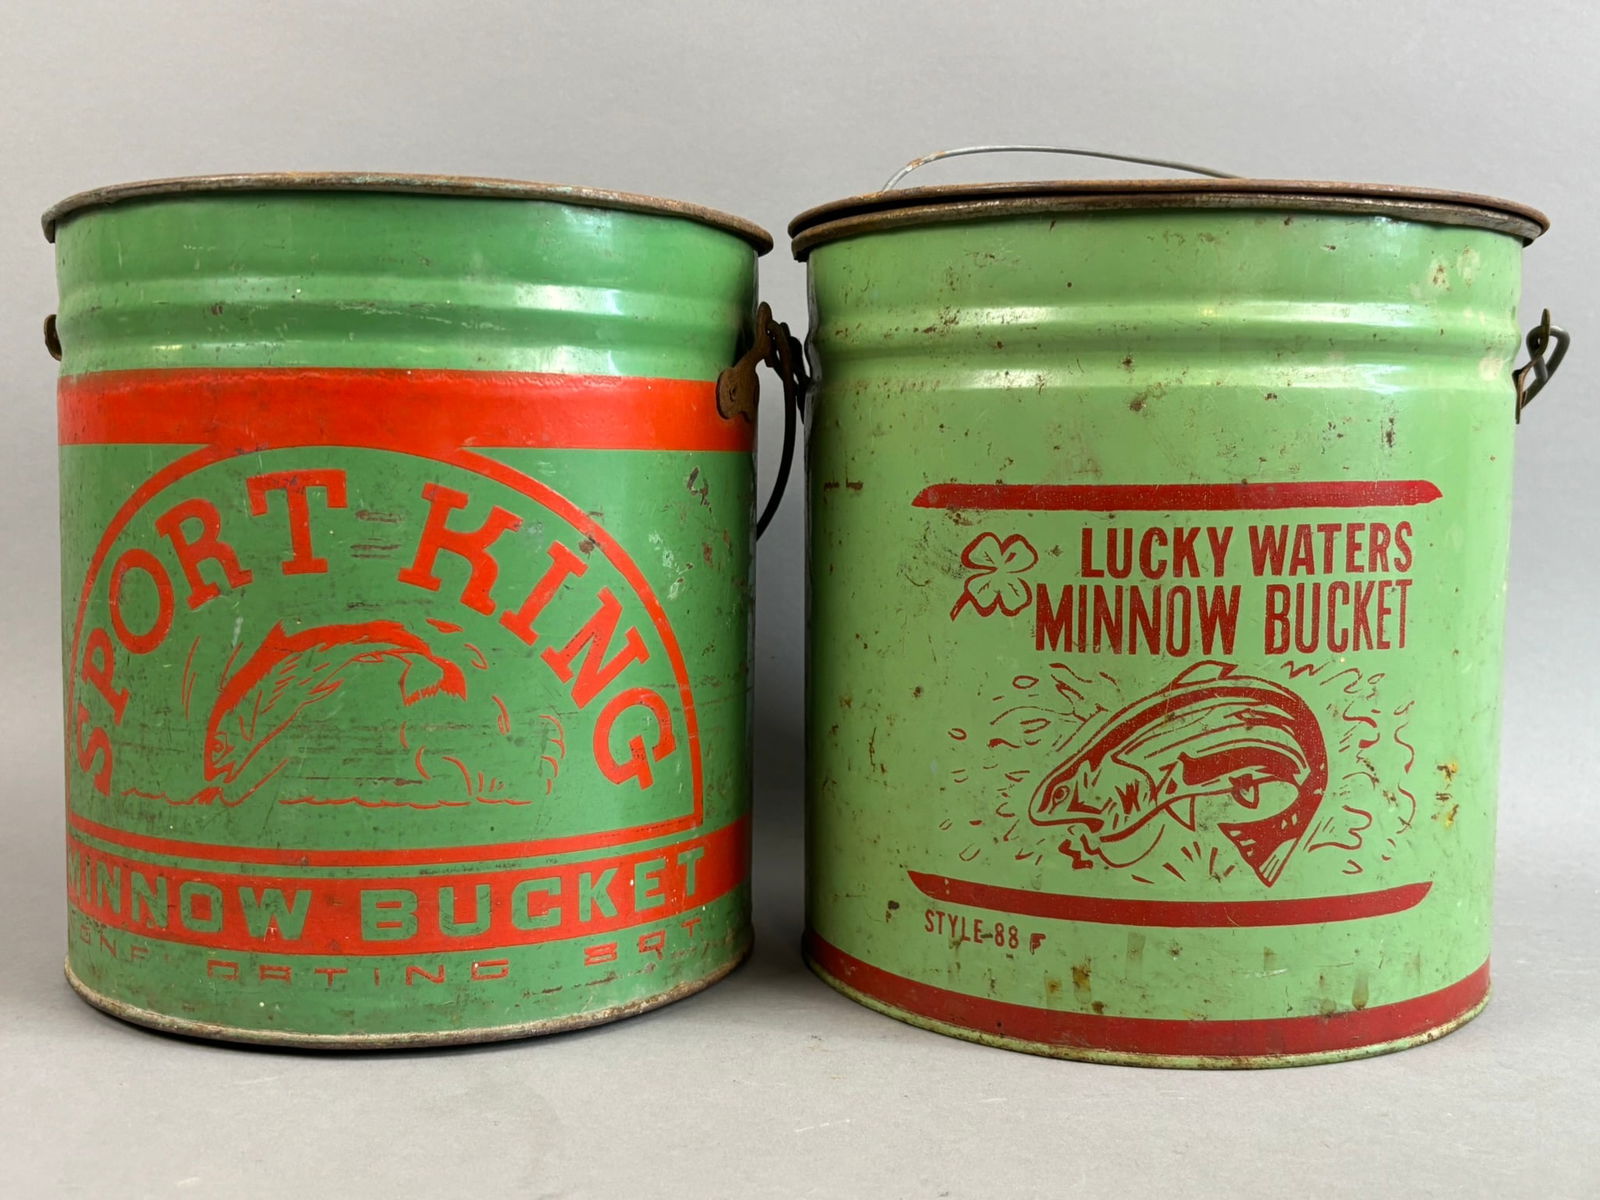 SPORT KING
MINNOW BUCKET
LUCKY WATERS
MINNOW BUCKET
STYLE-88 F